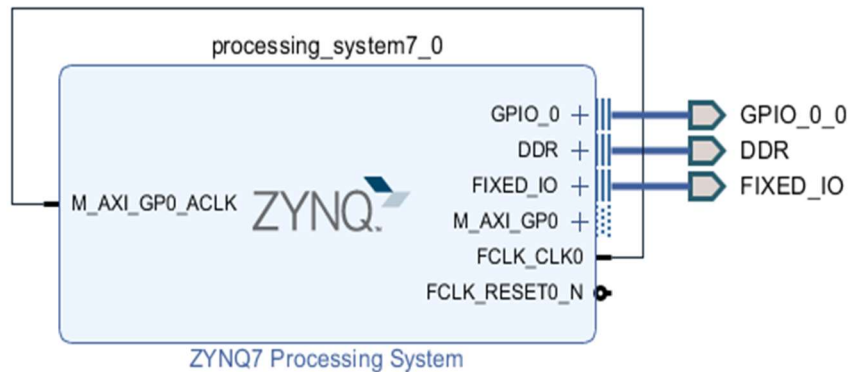 processing_system7_0
GPIO_0
GPIO_0_0
DDR
DDR
FIXED_IO
FIXED_IO
M_AXI_GP0_ACLK
ZYNQ
M_AXI_GP0
FCLK_CLK0
FCLK_RESET0_N
ZYNQ7 Processing System